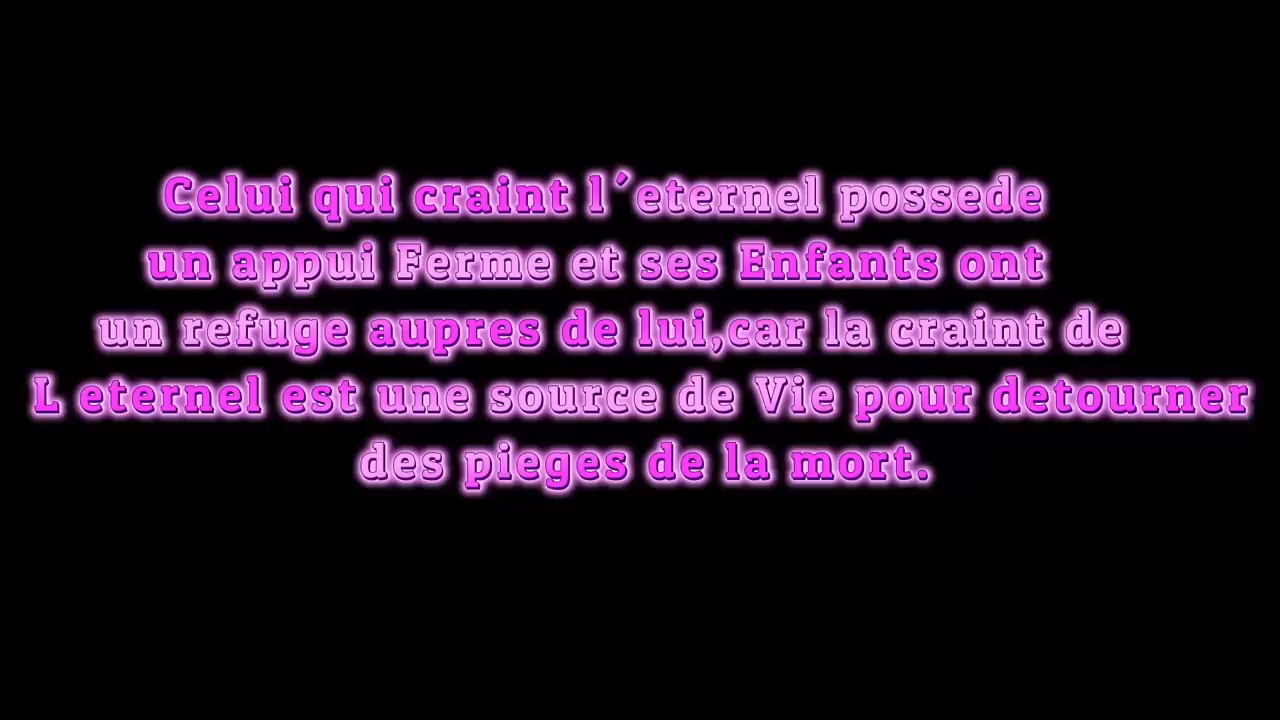 Celui qui craint l´eternel possede
un appui Ferme et ses Enfants ont
un refuge aupres de lui,car la craint de
L eternel est une source de Vie pour detourner
des pieges de la mort.